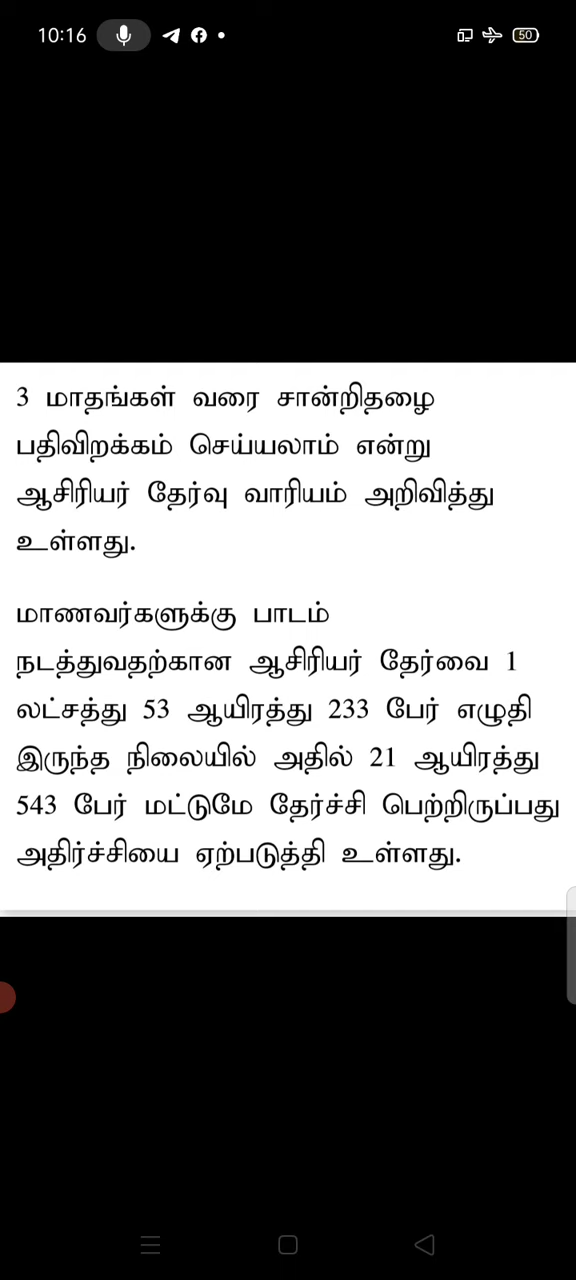 10:16
50
3 மாதங்கள் வரை சான்றிதழை
பதிவிறக்கம் செய்யலாம் என்று
ஆசிரியர் தேர்வு வாரியம் அறிவித்து
உள்ளது.
மாணவர்களுக்கு பாடம்
நடத்துவதற்கான ஆசிரியர் தேர்வை 1
லட்சத்து 53 ஆயிரத்து 233 பேர் எழுதி
இருந்த நிலையில் அதில் 21 ஆயிரத்து
543 பேர் மட்டுமே தேர்ச்சி பெற்றிருப்பது
அதிர்ச்சியை ஏற்படுத்தி உள்ளது.